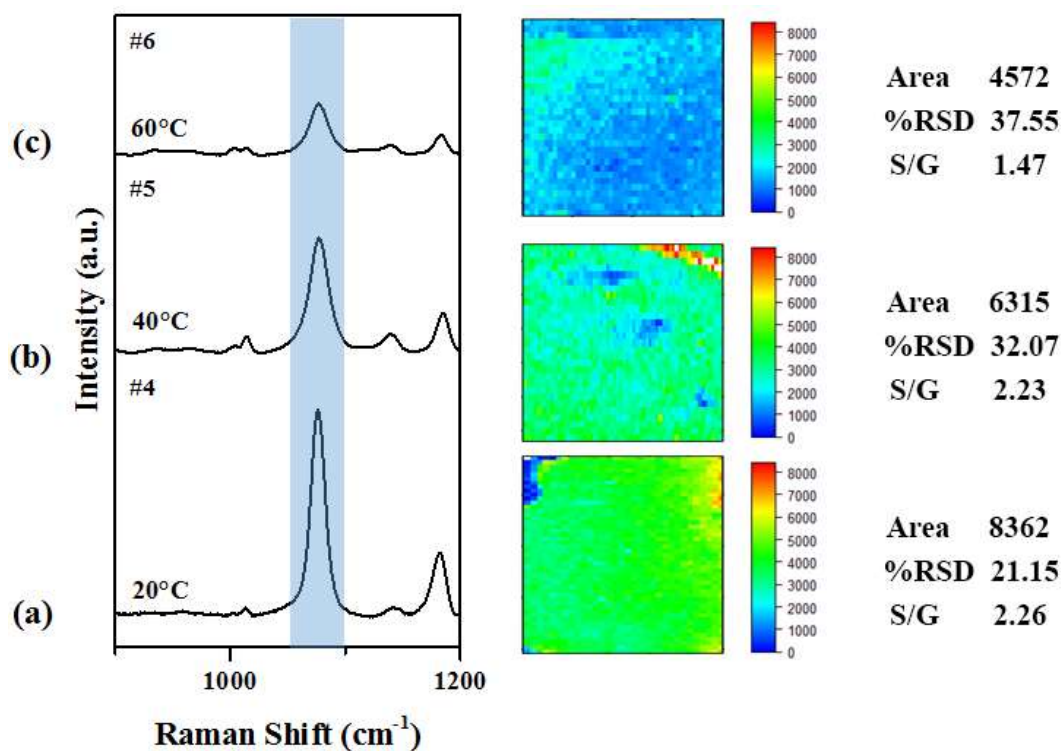 #6
60°C
(c)
8000
7000
6000
5000
4000
3000
2000
1000
0
Area 4572
%RSD 37.55
S/G 1.47
#5
40°C
(b)
8000
7000
6000
5000
4000
3000
2000
1000
0
Area 6315
%RSD 32.07
S/G 2.23
#4
20°C
(a)
8000
7000
6000
5000
4000
3000
2000
1000
0
Area 8362
%RSD 21.15
S/G 2.26
Intensity (a.u.)
1000 1200
Raman Shift (cm⁻¹)